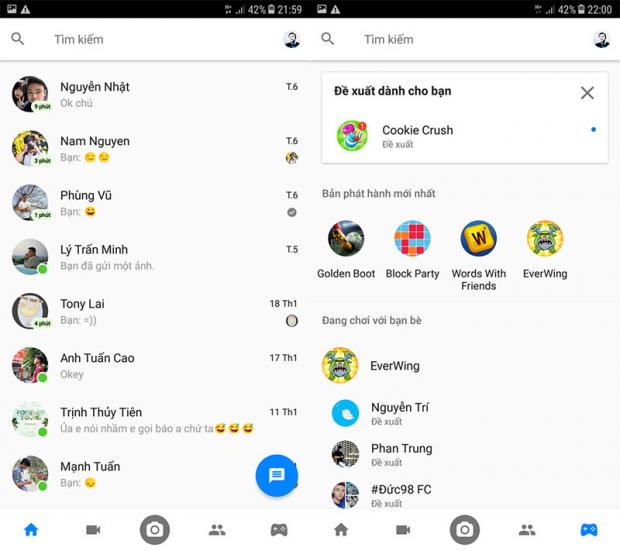 42% 21:59
Tìm kiếm
Nguyễn Nhật
T.6
9 phút
Ok chú
Nam Nguyen
T.6
3 phút
Bạn: 😑 😑
Phùng Vũ
T.6
1 phút
Bạn: 😀
Lý Trấn Minh
T.5
Bạn đã gửi một ảnh.
Tony Lai
18 Th1
4 phút
Bạn: =))
Anh Tuấn Cao
17 Th1
Okey
Trịnh Thủy Tiên
11 Th1
Ủa e nói nhầm e gọi báo a chứ ta😅😅😅
Mạnh Tuấn
Bạn: 😞
42% 22:00
Tìm kiếm
Đề xuất dành cho bạn
1
Cookie Crush
Đề xuất
Bản phát hành mới nhất
W
Golden Boot
Block Party
Words With
Friends
EverWing
Đang chơi với bạn bè
EverWing
Nguyễn Trí
Đề xuất
Phan Trung
Đề xuất
#Đức98 FC
Đề xuất